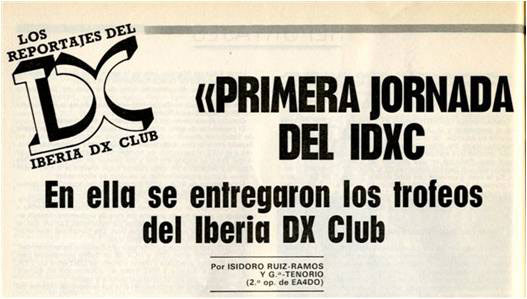 LOS
REPORTAJES DEL
DX
IBERIA DX CLUB
«PRIMERA JORNADA
DEL IDXC
En ella se entregaron los trofeos
del Iberia DX Club
Por ISIDORO RUIZ-RAMOS
Y G.ª-TENORIO
(2.º op. de EA4DO)